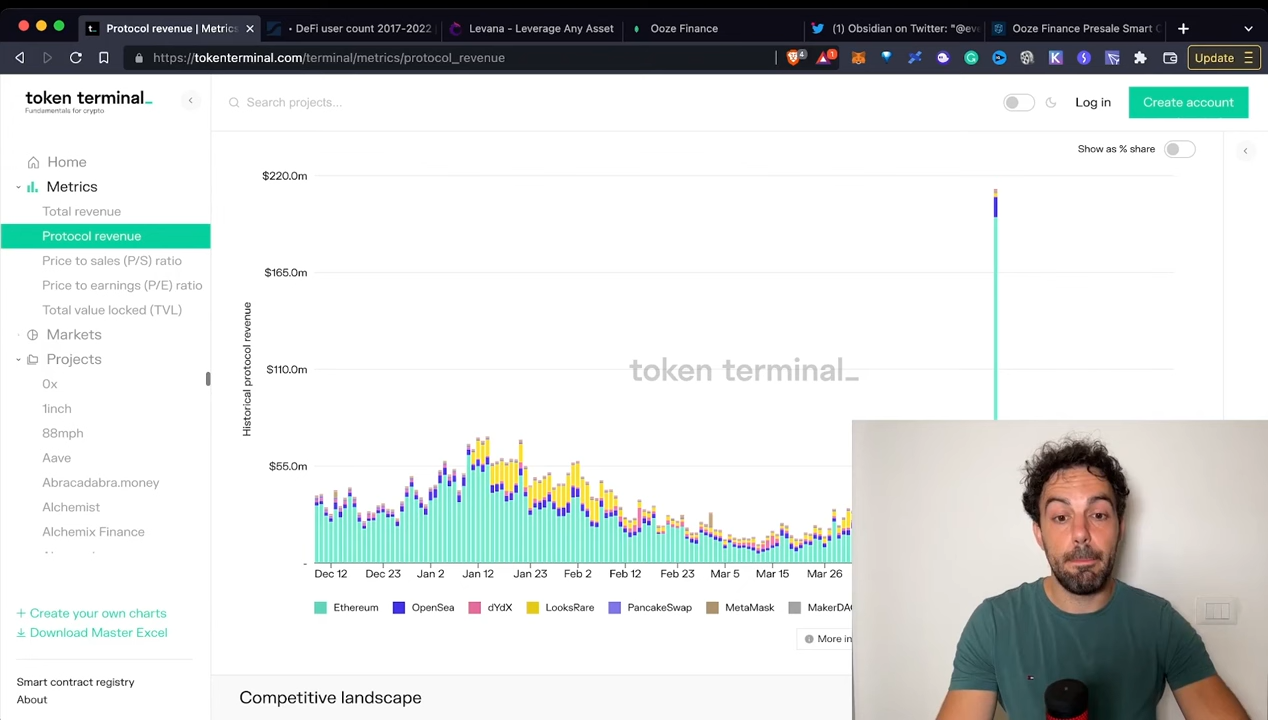 Protocol revenue | Metrics
DeFi user count 2017-2022
Levana - Leverage Any Asset
Ooze Finance
(1) Obsidian on Twitter: "@eve
Ooze Finance Presale Smart C
https://tokenterminal.com/terminal/metrics/protocol_revenue
4
1
Update
token terminal_
Fundamentals for crypto
Search projects...
Log in
Create account
Home
Metrics
Total revenue
Protocol revenue
Price to sales (P/S) ratio
Price to earnings (P/E) ratio
Total value locked (TVL)
Markets
Projects
0x
1inch
88mph
Aave
Abracadabra.money
Alchemist
Alchemix Finance
+ Create your own charts
Download Master Excel
Smart contract registry
About
Show as % share
Historical protocol revenue
$220.0m
$165.0m
$110.0m
$55.0m
-
token terminal_
Dec 12 Dec 23 Jan 2 Jan 12 Jan 23 Feb 2 Feb 12 Feb 23 Mar 5 Mar 15 Mar 26
Ethereum OpenSea dYdX LooksRare PancakeSwap MetaMask MakerDA
More in
Competitive landscape